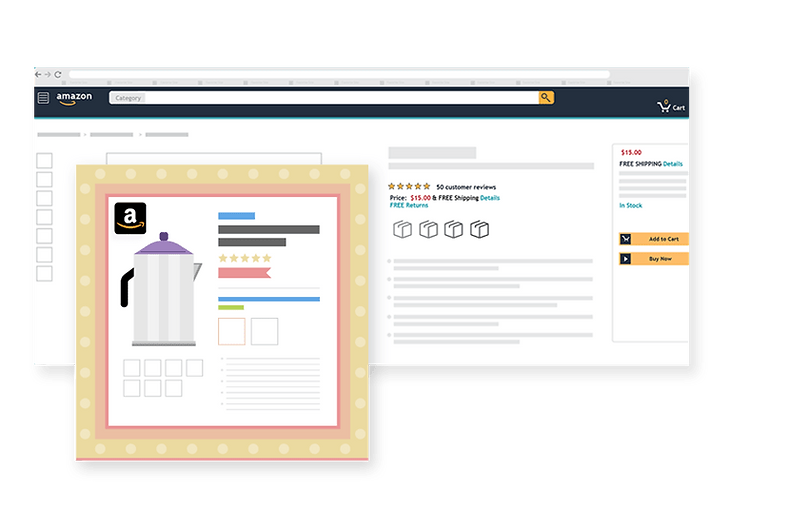 amazon
Category
0
Cart
50 customer reviews
Price: $15.00 & FREE Shipping Details
FREE Returns
$15.00
FREE SHIPPING Details
In Stock
Add to Cart
Buy Now
a